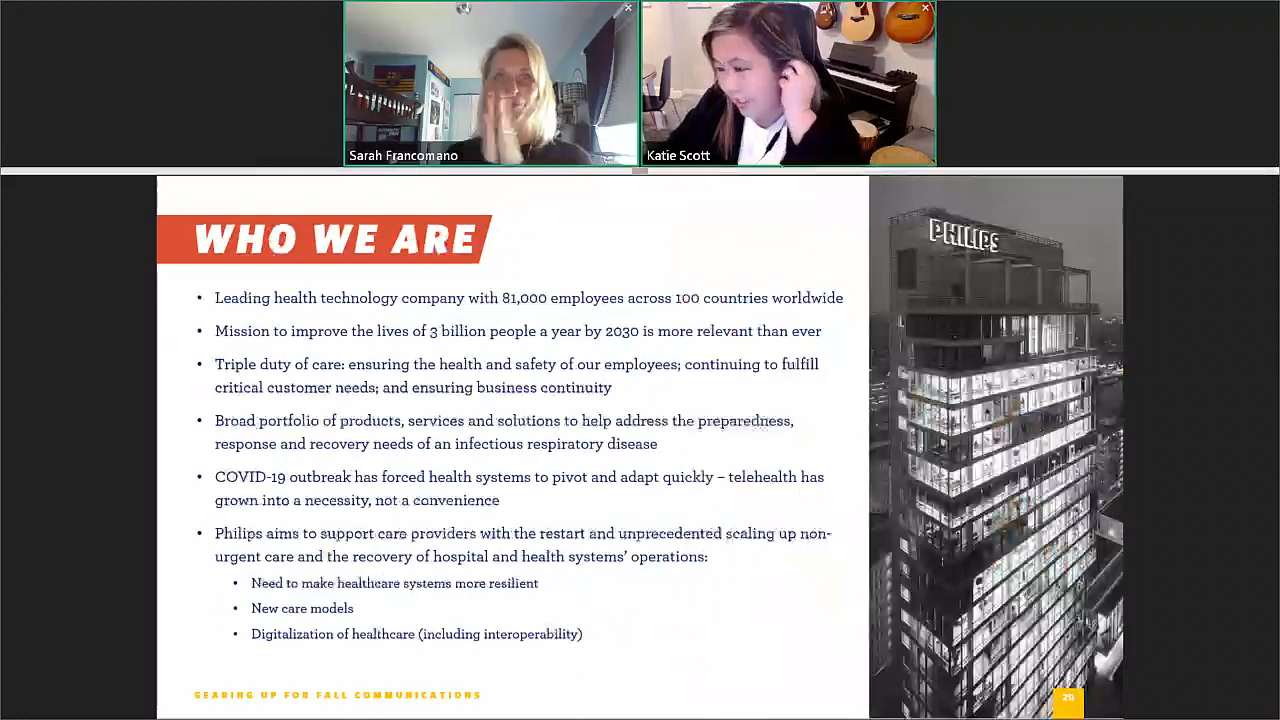 Sarah Francomano
Katie Scott
WHO WE ARE
PHILIPS
• Leading health technology company with 81,000 employees across 100 countries worldwide
• Mission to improve the lives of 3 billion people a year by 2030 is more relevant than ever
• Triple duty of care: ensuring the health and safety of our employees; continuing to fulfill
critical customer needs; and ensuring business continuity
• Broad portfolio of products, services and solutions to help address the preparedness,
response and recovery needs of an infectious respiratory disease
• COVID-19 outbreak has forced health systems to pivot and adapt quickly – telehealth has
grown into a necessity, not a convenience
• Philips aims to support care providers with the restart and unprecedented scaling up non-
urgent care and the recovery of hospital and health systems' operations:
• Need to make healthcare systems more resilient
• New care models
• Digitalization of healthcare (including interoperability)
GEARING UP FOR FALL COMMUNICATIONS
29